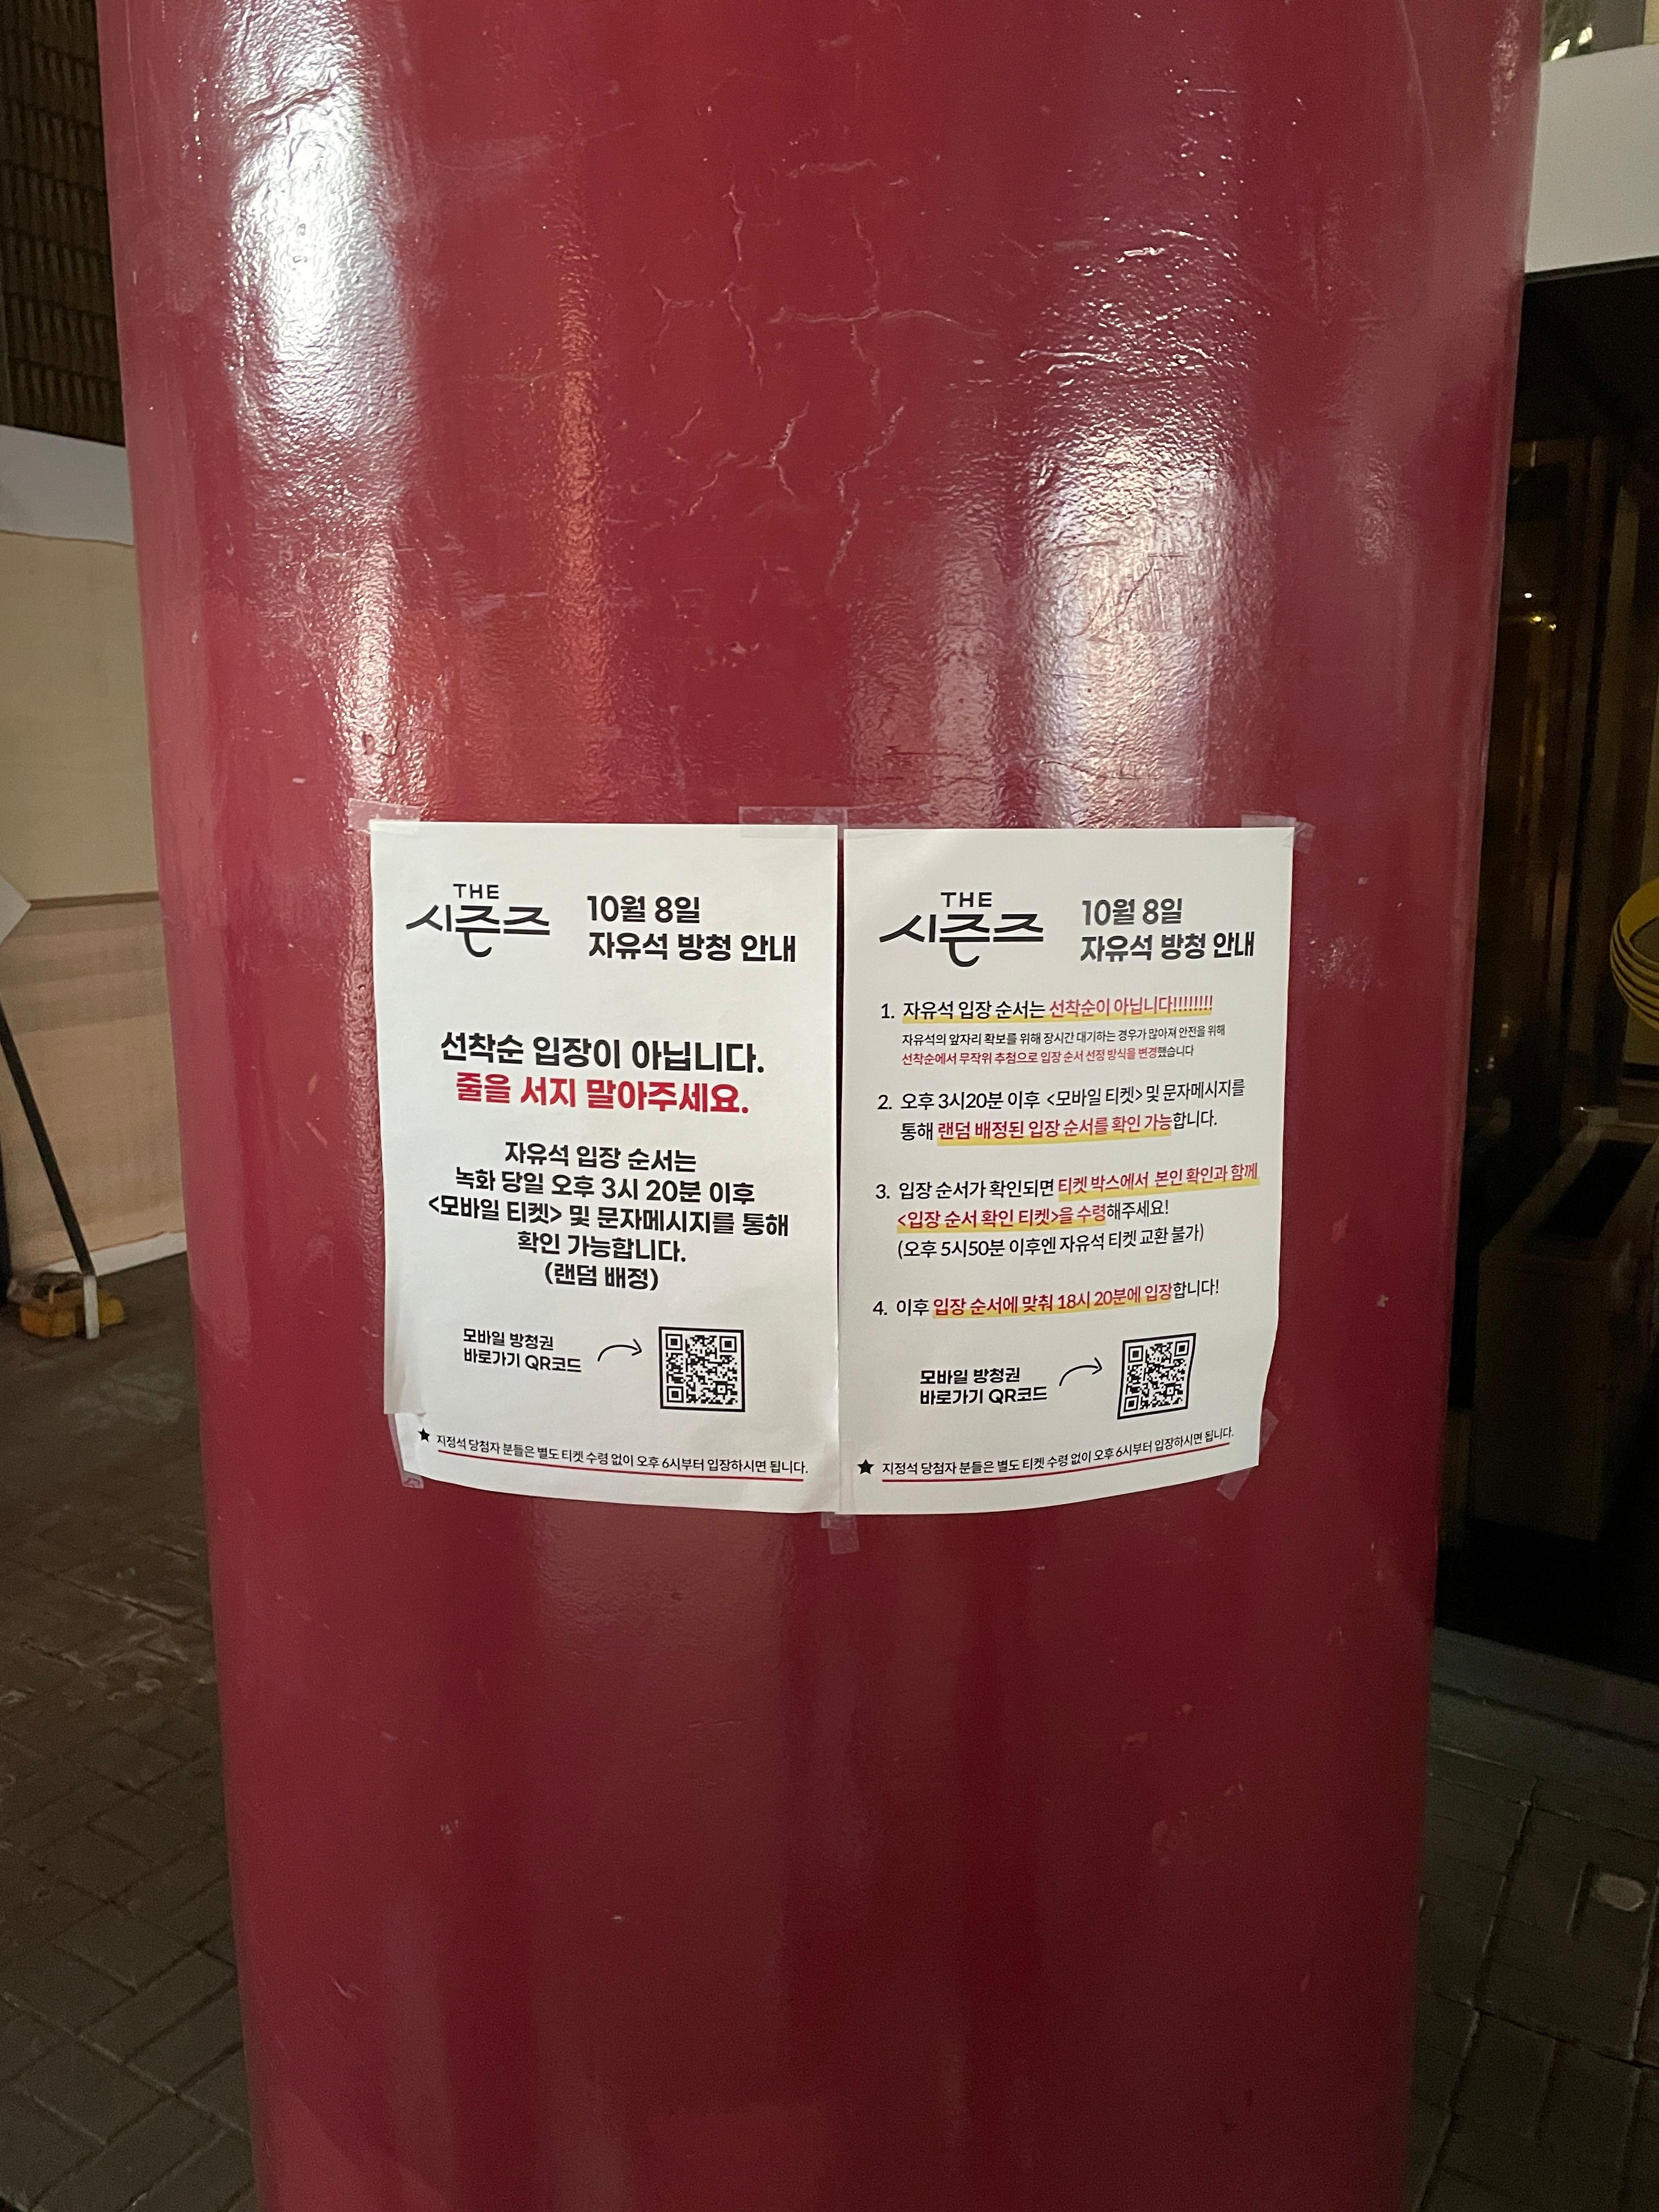 THE
시즌즈
10월 8일
자유석 방청 안내
선착순 입장이 아닙니다.
줄을 서지 말아주세요.
자유석 입장 순서는
녹화 당일 오후 3시 20분 이후
<모바일 티켓> 및 문자메시지를 통해
확인 가능합니다.
(랜덤 배정)
모바일 방청권
바로가기 QR코드
★ 지정석 당첨자 분들은 별도 티켓 수령 없이 오후 6시부터 입장하시면 됩니다.
THE
시즌즈
10월 8일
자유석 방청 안내
1. 자유석 입장 순서는 선착순이 아닙니다!!!!!!!!
자유석의 앞자리 확보를 위해 장시간 대기하는 경우가 많아져 안전을 위해
선착순에서 무작위 추첨으로 입장 순서 선정 방식을 변경했습니다
2. 오후 3시20분 이후 <모바일 티켓> 및 문자메시지를
통해 랜덤 배정된 입장 순서를 확인 가능합니다.
3. 입장 순서가 확인되면 티켓 박스에서 본인 확인과 함께
<입장 순서 확인 티켓>을 수령해주세요!
(오후 5시50분 이후엔 자유석 티켓 교환 불가)
4. 이후 입장 순서에 맞춰 18시 20분에 입장합니다!
모바일 방청권
바로가기 QR코드
★ 지정석 당첨자 분들은 별도 티켓 수령 없이 오후 6시부터 입장하시면 됩니다.